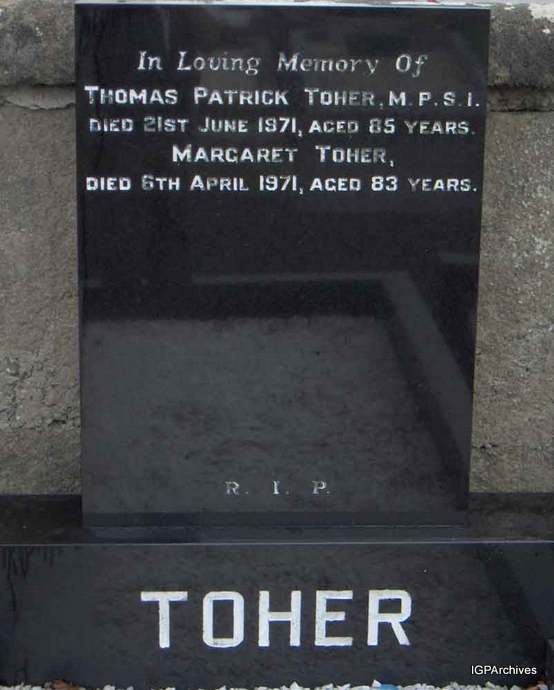 In Loving Memory Of
THOMAS PATRICK TOHER, M.P.S.I.
DIED 21ST JUNE 1971, AGED 85 YEARS.
MARGARET TOHER,
DIED 6TH APRIL 1971, AGED 83 YEARS.
R. I. P.
TOHER
IGPArchives